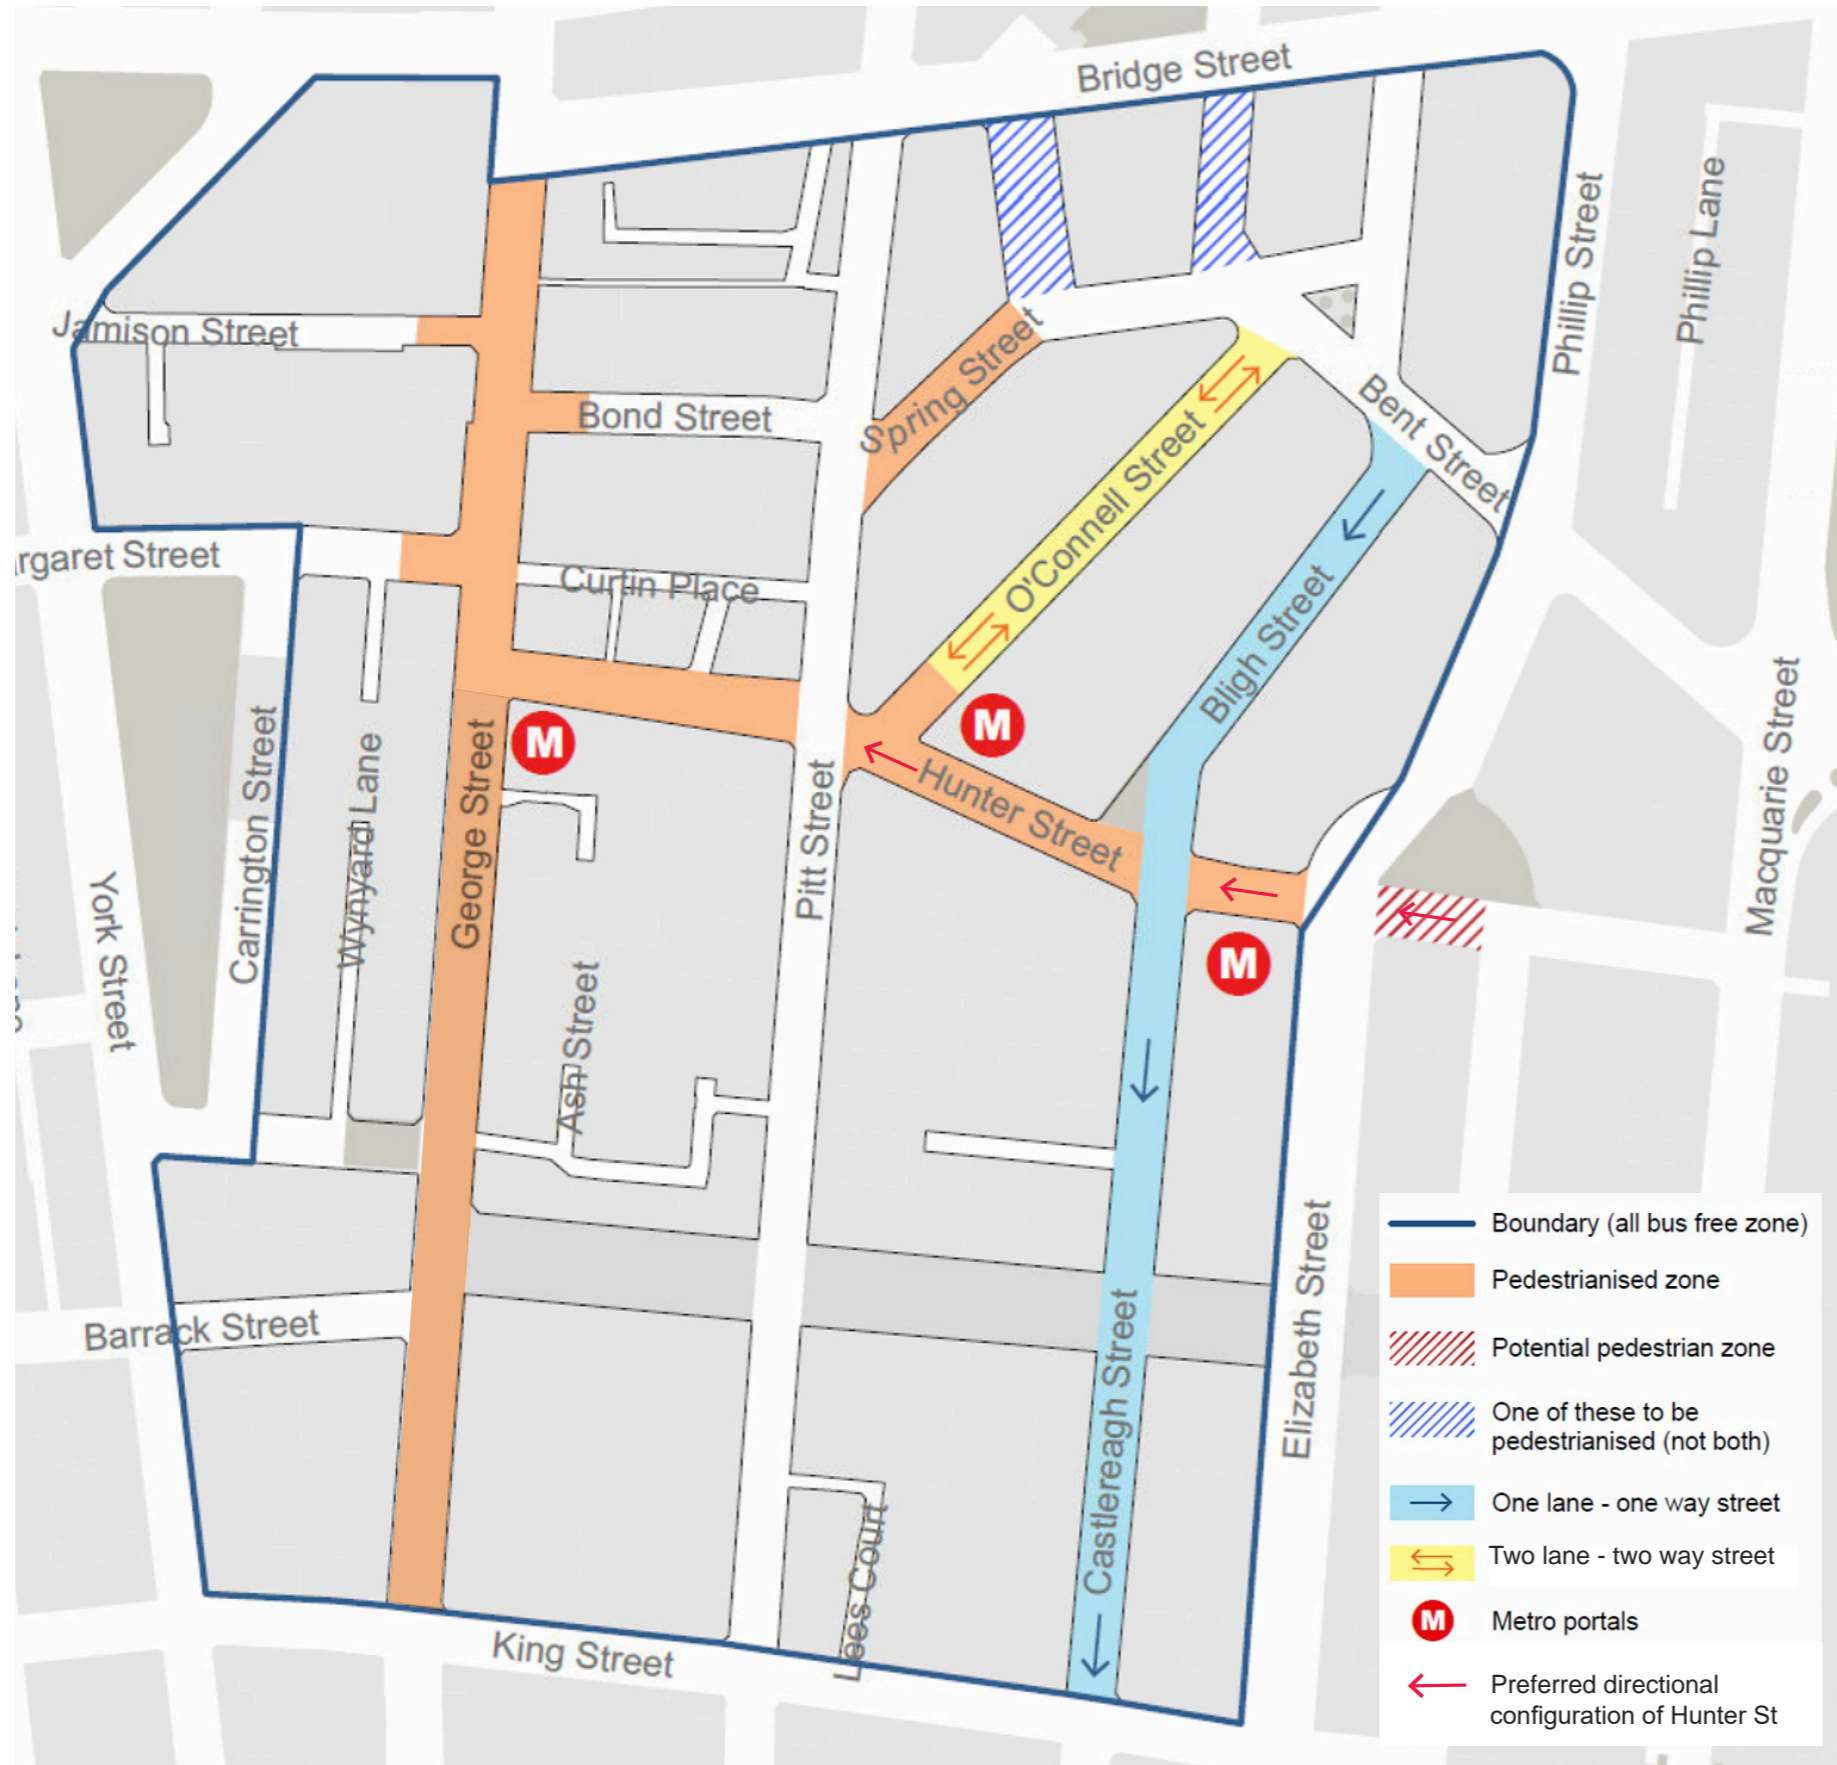 Bridge Street
Phillip Street
Phillip Lane
Jamison Street
Spring Street
Bond Street
Bent Street
O'Connell Street
rgaret Street
Curtin Place
Bligh Street
Carrington Street
Wynyard Lane
George Street
M
M
Hunter Street
Pitt Street
Macquarie Street
York Street
M
Ash Street
Elizabeth Street
Barrack Street
Castlereagh Street
Lees Court
King Street
Boundary (all bus free zone)
Pedestrianised zone
Potential pedestrian zone
One of these to be
pedestrianised (not both)
One lane - one way street
Two lane - two way street
M
Metro portals
Preferred directional
configuration of Hunter St